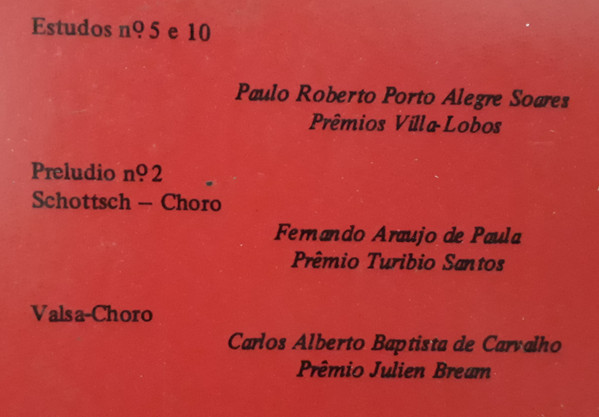 Estudos nº 5 e 10
Paulo Roberto Porto Alegre Soares
Prêmios Villa-Lobos
Preludio nº 2
Schottsch – Choro
Fernando Araujo de Paula
Prêmio Turibio Santos
Valsa-Choro
Carlos Alberto Baptista de Carvalho
Prêmio Julien Bream